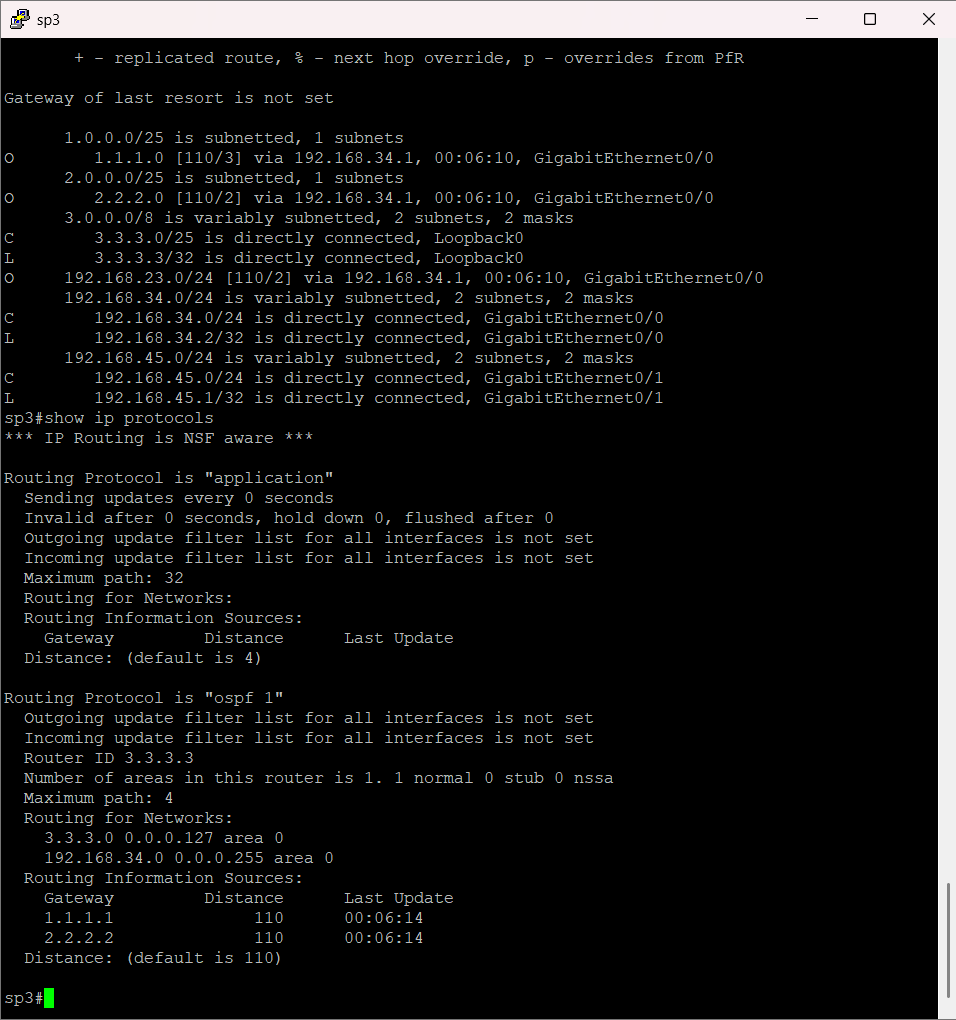 sp3
+ - replicated route, % - next hop override, p - overrides from PfR
Gateway of last resort is not set
1.0.0.0/25 is subnetted, 1 subnets
O 1.1.1.0 [110/3] via 192.168.34.1, 00:06:10, GigabitEthernet0/0
2.0.0.0/25 is subnetted, 1 subnets
O 2.2.2.0 [110/2] via 192.168.34.1, 00:06:10, GigabitEthernet0/0
3.0.0.0/8 is variably subnetted, 2 subnets, 2 masks
C 3.3.3.0/25 is directly connected, Loopback0
L 3.3.3.3/32 is directly connected, Loopback0
O 192.168.23.0/24 [110/2] via 192.168.34.1, 00:06:10, GigabitEthernet0/0
192.168.34.0/24 is variably subnetted, 2 subnets, 2 masks
C 192.168.34.0/24 is directly connected, GigabitEthernet0/0
L 192.168.34.2/32 is directly connected, GigabitEthernet0/0
192.168.45.0/24 is variably subnetted, 2 subnets, 2 masks
C 192.168.45.0/24 is directly connected, GigabitEthernet0/1
L 192.168.45.1/32 is directly connected, GigabitEthernet0/1
sp3#show ip protocols
*** IP Routing is NSF aware ***
Routing Protocol is "application"
Sending updates every 0 seconds
Invalid after 0 seconds, hold down 0, flushed after 0
Outgoing update filter list for all interfaces is not set
Incoming update filter list for all interfaces is not set
Maximum path: 32
Routing for Networks:
Routing Information Sources:
Gateway Distance Last Update
Distance: (default is 4)
Routing Protocol is "ospf 1"
Outgoing update filter list for all interfaces is not set
Incoming update filter list for all interfaces is not set
Router ID 3.3.3.3
Number of areas in this router is 1. 1 normal 0 stub 0 nssa
Maximum path: 4
Routing for Networks:
3.3.3.0 0.0.0.127 area 0
192.168.34.0 0.0.0.255 area 0
Routing Information Sources:
Gateway Distance Last Update
1.1.1.1 110 00:06:14
2.2.2.2 110 00:06:14
Distance: (default is 110)
sp3#